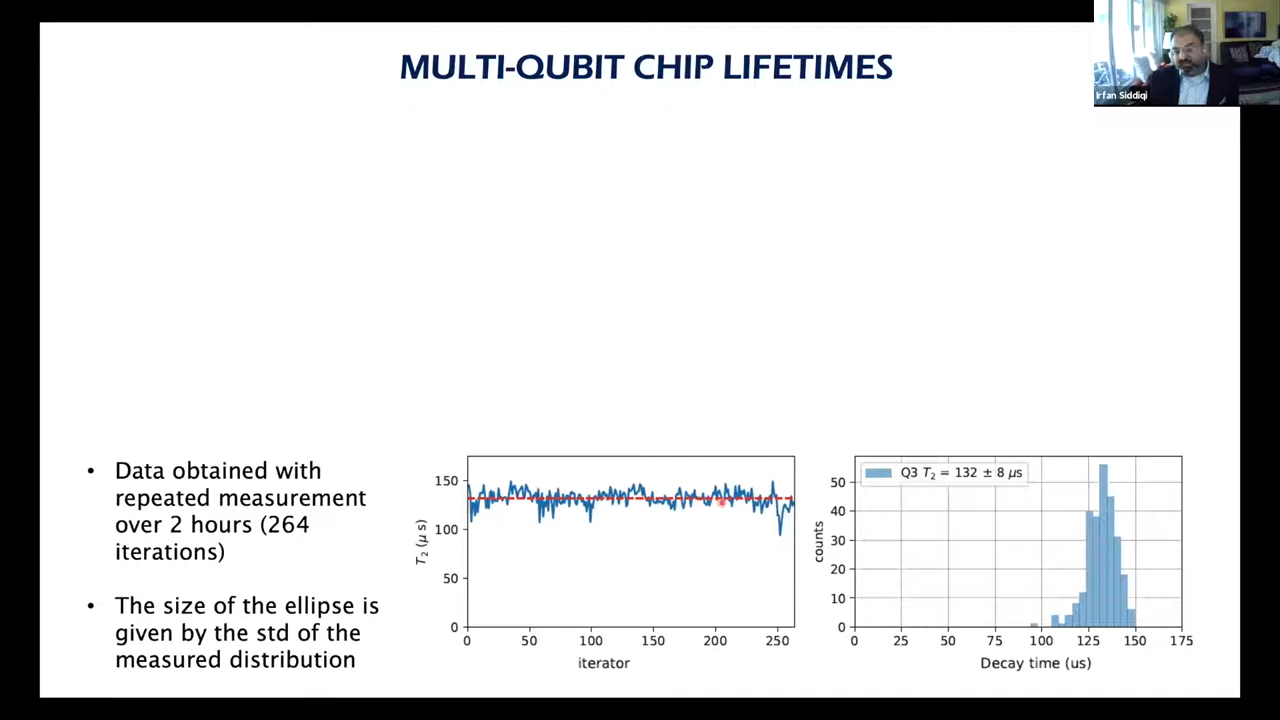 MULTI-QUBIT CHIP LIFETIMES
Irfan Siddiqi
• Data obtained with
repeated measurement
over 2 hours (264
iterations)
• The size of the ellipse is
given by the std of the
measured distribution
150
100
50
0
T₂ (μ s)
0 50 100 150 200 250
iterator
Q3 T₂ = 132 ± 8 μs
50
40
30
20
10
0
counts
0 25 50 75 100 125 150 175
Decay time (us)